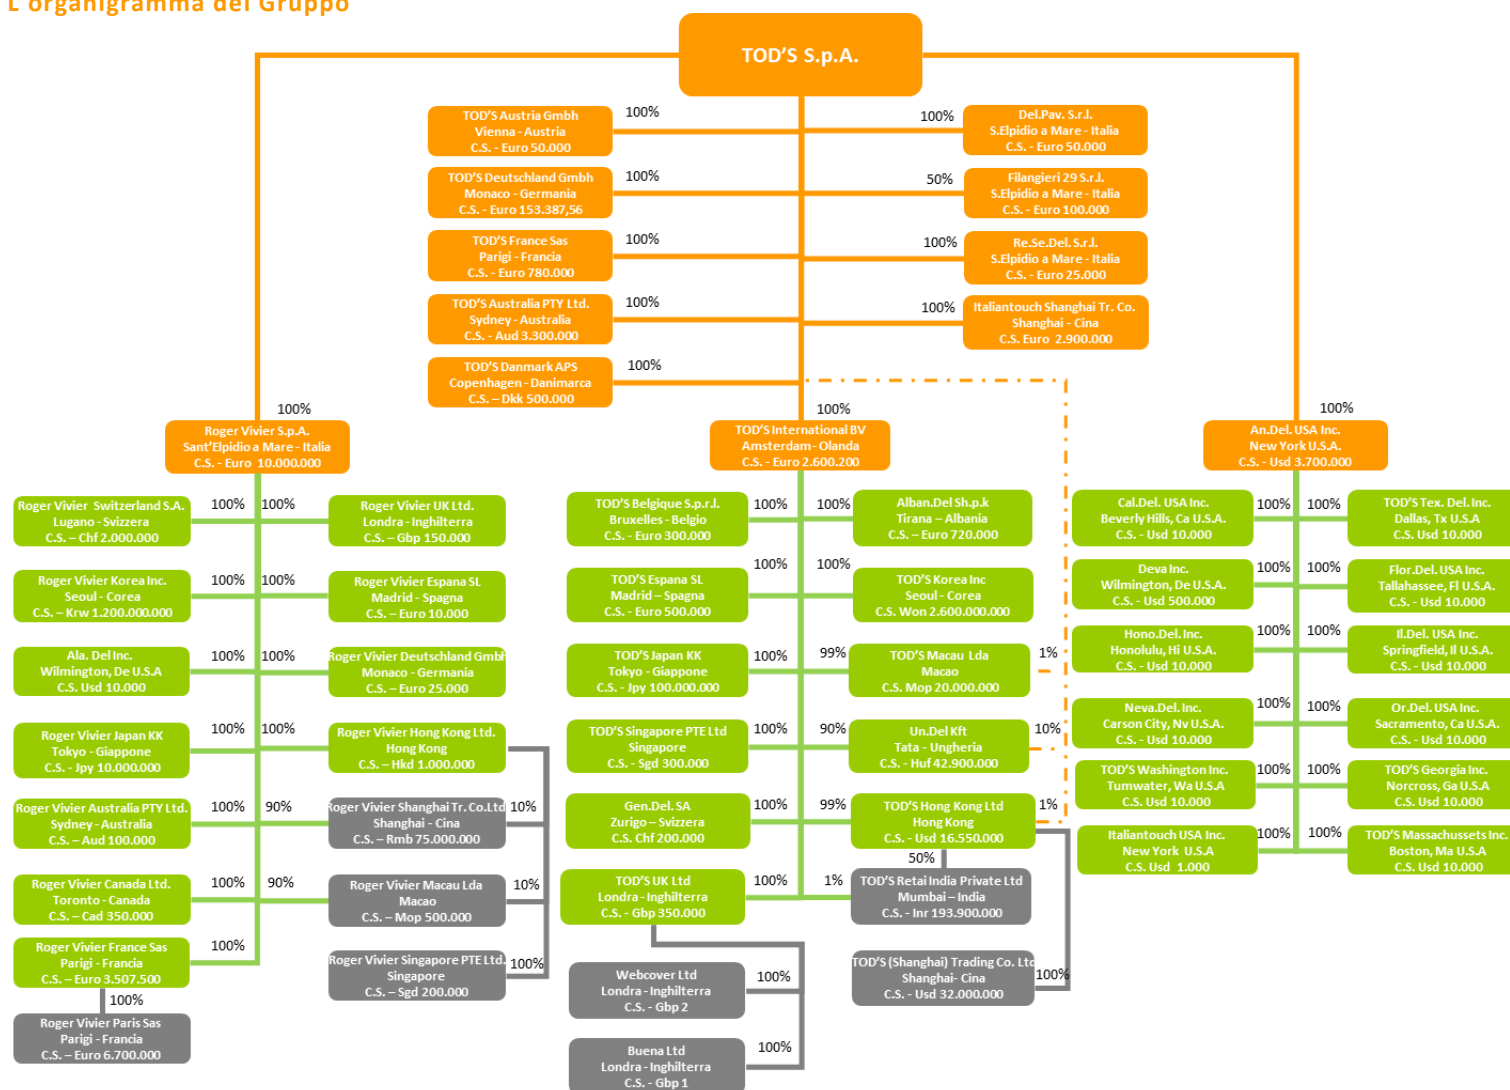 L'organigramma del Gruppo
TOD'S S.p.A.
TOD'S Austria Gmbh
Vienna - Austria
C.S. - Euro 50.000
100%
100%
Del.Pav. S.r.l.
S.Elpidio a Mare - Italia
C.S. - Euro 50.000
TOD'S Deutschland Gmbh
Monaco - Germania
C.S. - Euro 153.387,56
100%
50%
Filangieri 29 S.r.l.
S.Elpidio a Mare - Italia
C.S. - Euro 100.000
TOD'S France Sas
Parigi - Francia
C.S. - Euro 780.000
100%
100%
Re.Se.Del. S.r.l.
S.Elpidio a Mare - Italia
C.S. - Euro 25.000
TOD'S Australia PTY Ltd.
Sydney - Australia
C.S. - Aud 3.300.000
100%
100%
Italiantouch Shanghai Tr. Co.
Shanghai - Cina
C.S. Euro 2.900.000
TOD'S Danmark APS
Copenhagen - Danimarca
C.S. – Dkk 500.000
100%
100%
Roger Vivier S.p.A.
Sant'Elpidio a Mare - Italia
C.S. - Euro 10.000.000
100%
TOD'S International BV
Amsterdam - Olanda
C.S. - Euro 2.600.200
100%
An.Del. USA Inc.
New York U.S.A.
C.S. - Usd 3.700.000
Roger Vivier Switzerland S.A.
Lugano - Svizzera
C.S. – Chf 2.000.000
100%
100%
Roger Vivier UK Ltd.
Londra - Inghilterra
C.S. – Gbp 150.000
Roger Vivier Korea Inc.
Seoul - Corea
C.S. – Krw 1.200.000.000
100%
100%
Roger Vivier Espana SL
Madrid - Spagna
C.S. – Euro 10.000
Ala. Del Inc.
Wilmington, De U.S.A
C.S. Usd 10.000
100%
100%
Roger Vivier Deutschland Gmbh
Monaco - Germania
C.S. – Euro 25.000
Roger Vivier Japan KK
Tokyo - Giappone
C.S. - Jpy 10.000.000
100%
100%
Roger Vivier Hong Kong Ltd.
Hong Kong
C.S. – Hkd 1.000.000
Roger Vivier Australia PTY Ltd.
Sydney - Australia
C.S. – Aud 100.000
100%
90%
Roger Vivier Shanghai Tr. Co.Ltd
Shanghai - Cina
C.S. – Rmb 75.000.000
10%
Roger Vivier Canada Ltd.
Toronto - Canada
C.S. – Cad 350.000
100%
90%
Roger Vivier Macau Lda
Macao
C.S. – Mop 500.000
10%
Roger Vivier France Sas
Parigi - Francia
C.S. – Euro 3.507.500
100%
Roger Vivier Singapore PTE Ltd.
Singapore
C.S. – Sgd 200.000
100%
100%
Roger Vivier Paris Sas
Parigi - Francia
C.S. – Euro 6.700.000
TOD'S Belgique S.p.r.l.
Bruxelles - Belgio
C.S. - Euro 300.000
100%
100%
Alban.Del Sh.p.k
Tirana – Albania
C.S. – Euro 720.000
TOD'S Espana SL
Madrid – Spagna
C.S. – Euro 500.000
100%
100%
TOD'S Korea Inc
Seoul - Corea
C.S. Won 2.600.000.000
TOD'S Japan KK
Tokyo - Giappone
C.S. - Jpy 100.000.000
100%
99%
TOD'S Macau Lda
Macao
C.S. Mop 20.000.000
1%
TOD'S Singapore PTE Ltd
Singapore
C.S. - Sgd 300.000
100%
90%
Un.Del Kft
Tata - Ungheria
C.S. - Huf 42.900.000
10%
Gen.Del. SA
Zurigo – Svizzera
C.S. Chf 200.000
100%
99%
TOD'S Hong Kong Ltd
Hong Kong
C.S. - Usd 16.550.000
1%
50%
TOD'S UK Ltd
Londra - Inghilterra
C.S. - Gbp 350.000
100%
1%
TOD'S Retai India Private Ltd
Mumbai – India
C.S. - Inr 193.900.000
Webcover Ltd
Londra - Inghilterra
C.S. - Gbp 2
100%
TOD'S (Shanghai) Trading Co. Ltd
Shanghai- Cina
C.S. - Usd 32.000.000
100%
Buena Ltd
Londra - Inghilterra
C.S. - Gbp 1
100%
Cal.Del. USA Inc.
Beverly Hills, Ca U.S.A.
C.S. - Usd 10.000
100%
100%
TOD'S Tex. Del. Inc.
Dallas, Tx U.S.A
C.S. Usd 10.000
Deva Inc.
Wilmington, De U.S.A.
C.S. - Usd 500.000
100%
100%
Flor.Del. USA Inc.
Tallahassee, Fl U.S.A.
C.S. - Usd 10.000
Hono.Del. Inc.
Honolulu, Hi U.S.A.
C.S. - Usd 10.000
100%
100%
Il.Del. USA Inc.
Springfield, Il U.S.A.
C.S. - Usd 10.000
Neva.Del. Inc.
Carson City, Nv U.S.A.
C.S. - Usd 10.000
100%
100%
Or.Del. USA Inc.
Sacramento, Ca U.S.A.
C.S. - Usd 10.000
TOD'S Washington Inc.
Tumwater, Wa U.S.A
C.S. Usd 10.000
100%
100%
TOD'S Georgia Inc.
Norcross, Ga U.S.A
C.S. Usd 10.000
Italiantouch USA Inc.
New York U.S.A
C.S. Usd 1.000
100%
100%
TOD'S Massachussets Inc.
Boston, Ma U.S.A
C.S. Usd 10.000